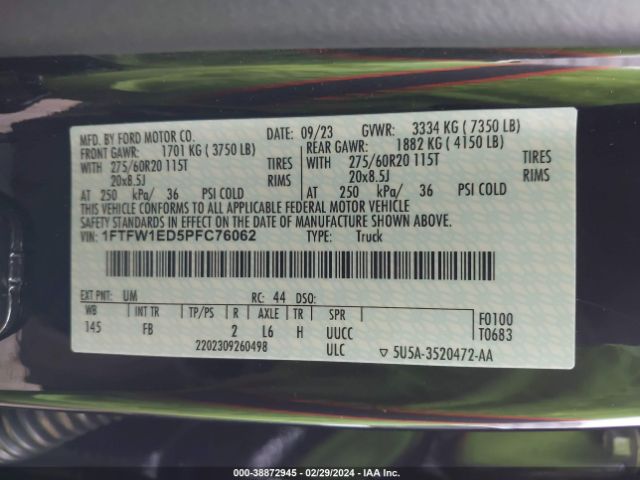 MFD. BY FORD MOTOR CO. DATE: 09/23 GVWR: 3334 KG ( 7350 LB)
FRONT GAWR: 1701 KG ( 3750 LB) REAR GAWR: 1882 KG ( 4150 LB)
WITH 275/60R20 115T TIRES WITH 275/60R20 115T TIRES
20x8.5J RIMS 20x8.5J RIMS
AT 250 kPa/ 36 PSI COLD AT 250 kPa/ 36 PSI COLD
THIS VEHICLE CONFORMS TO ALL APPLICABLE FEDERAL MOTOR VEHICLE
SAFETY STANDARDS IN EFFECT ON THE DATE OF MANUFACTURE SHOWN ABOVE.
VIN: 1FTFW1ED5PFC76062 TYPE: Truck
EXT PNT: UM RC: 44 DSO:
WB INT TR TP/PS R AXLE TR SPR
145 FB 2 L6 H UUCC
F0100
T0683
2202309260498 ULC ▽ 5U5A-3520472-AA
000-38872945 - 02/29/2024 - IAA Inc.